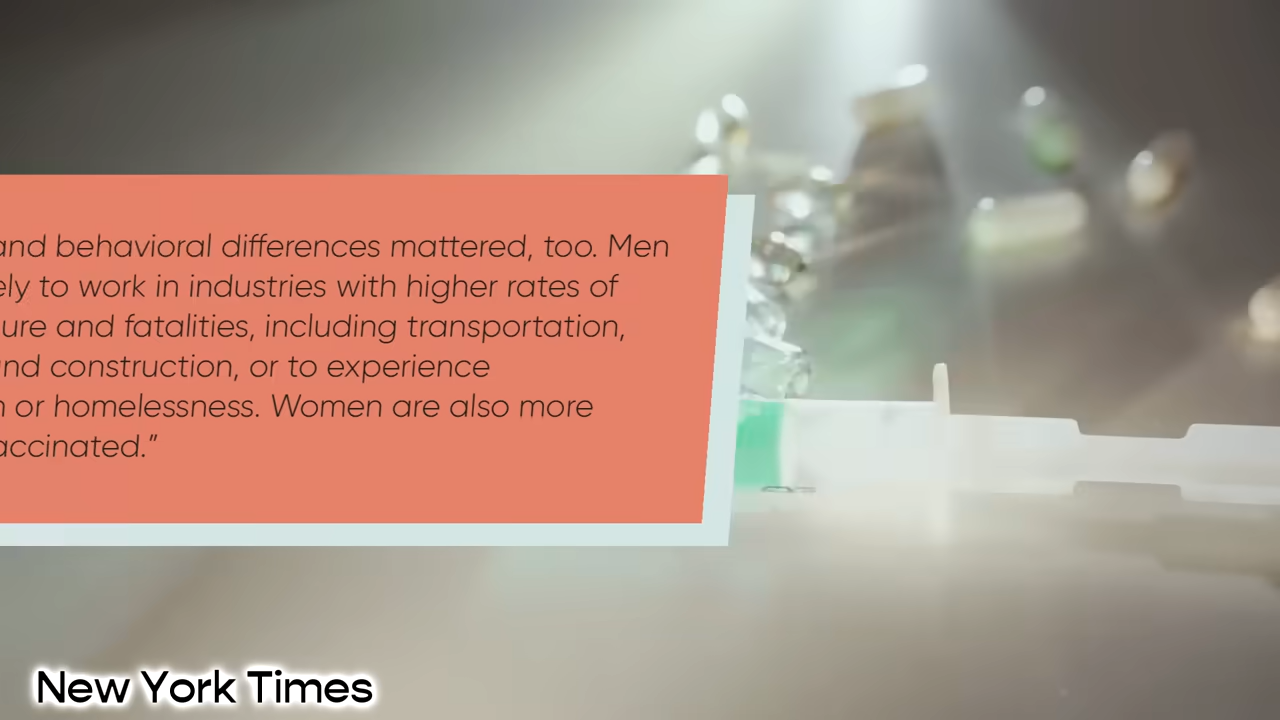 and behavioral differences mattered, too. Men
ely to work in industries with higher rates of
ure and fatalities, including transportation,
and construction, or to experience
n or homelessness. Women are also more
accinated.”
New York Times